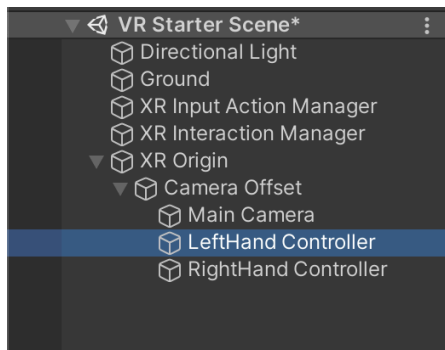 VR Starter Scene*
Directional Light
Ground
XR Input Action Manager
XR Interaction Manager
XR Origin
Camera Offset
Main Camera
LeftHand Controller
RightHand Controller